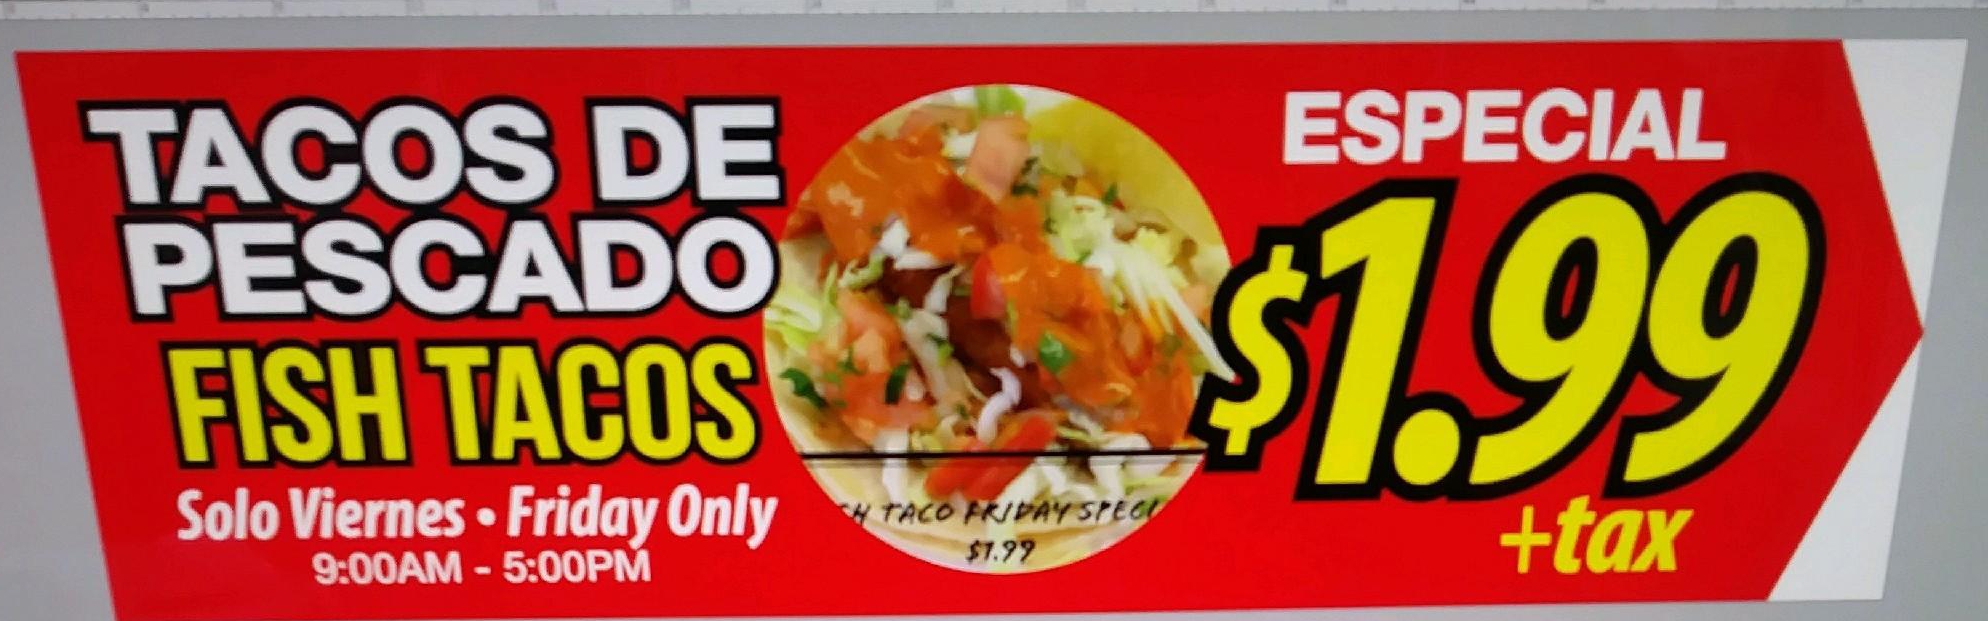 TACOS DE
PESCADO
FISH TACOS
Solo Viernes • Friday Only
9:00AM - 5:00PM
TACO FRIDAY
$1.99
ESPECIAL
$1.99
+tax